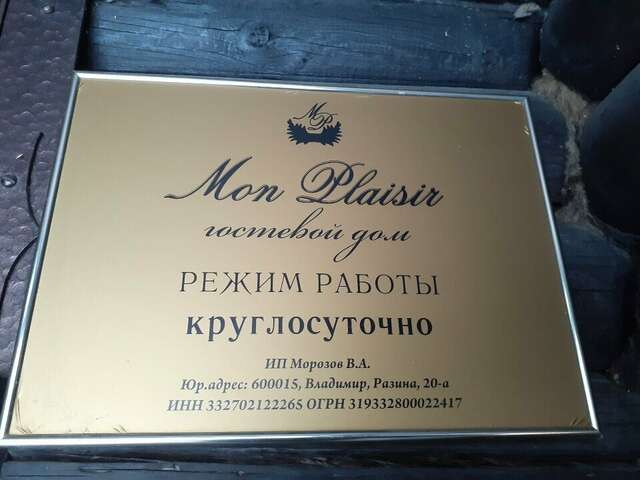 MP
Mon Plaisir
гостевой дом
РЕЖИМ РАБОТЫ
круглосуточно
ИП Морозов В.А.
Юр.адрес: 600015, Владимир, Разина, 20-а
ИНН 332702122265 ОГРН 319332800022417